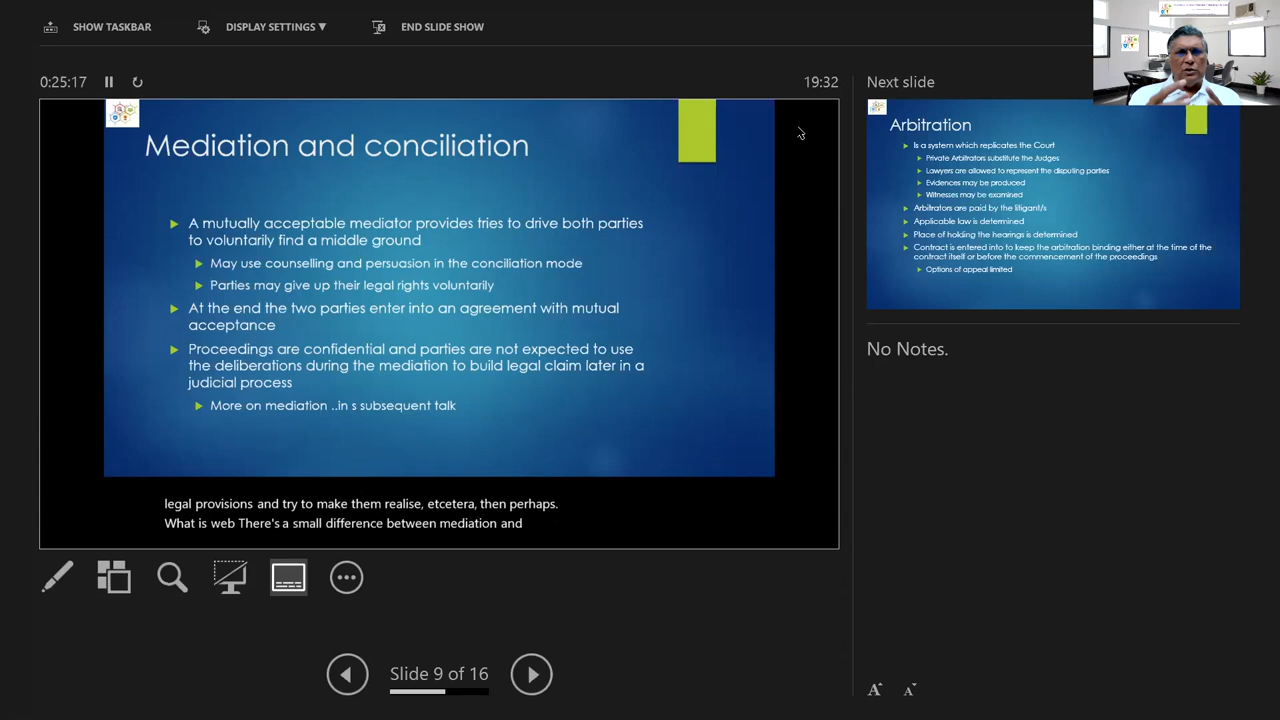 SHOW TASKBAR
DISPLAY SETTINGS ▼
END SLIDE SHOW
0:25:17
19:32
Next slide
Mediation and conciliation
A mutually acceptable mediator provides tries to drive both parties
to voluntarily find a middle ground
May use counselling and persuasion in the conciliation mode
Parties may give up their legal rights voluntarily
At the end the two parties enter into an agreement with mutual
acceptance
Proceedings are confidential and parties are not expected to use
the deliberations during the mediation to build legal claim later in a
judicial process
More on mediation ..in s subsequent talk
legal provisions and try to make them realise, etcetera, then perhaps.
What is web There's a small difference between mediation and
Arbitration
Is a system which replicates the Court
Private Arbitrators substitute the Judges
Lawyers are allowed to represent the disputing parties
Evidences may be produced
Witnesses may be examined
Arbitrators are paid by the litigant/s
Applicable law is determined
Place of holding the hearings is determined
Contract is entered into to keep the arbitration binding either at the time of the
contract itself or before the commencement of the proceedings
Options of appeal limited
No Notes.
Slide 9 of 16
A A